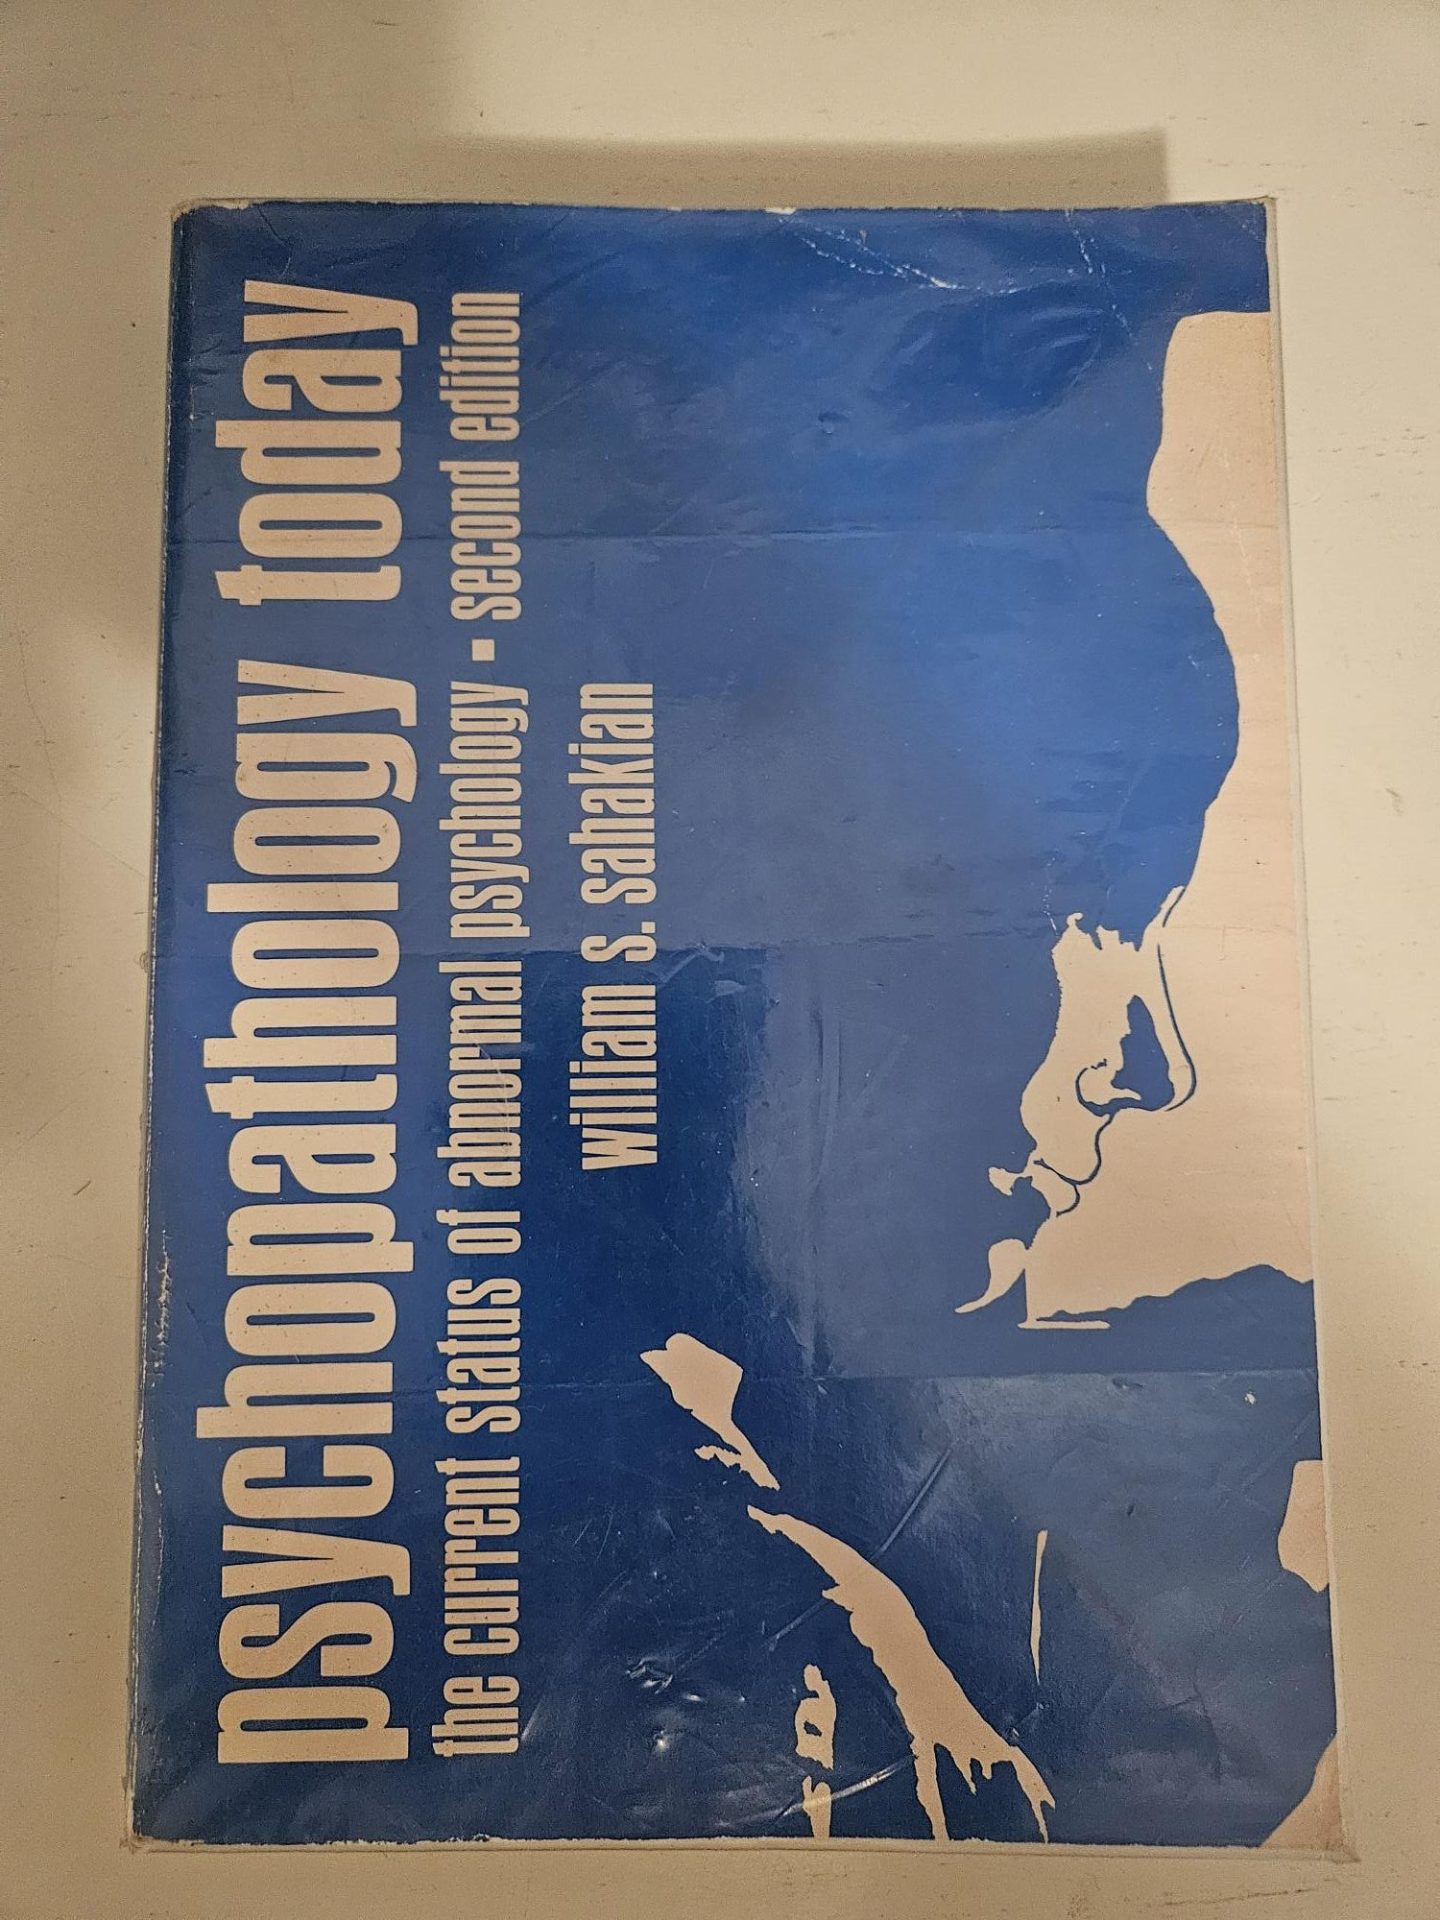 psychopathology today
the current status of abnormal psychology ▪ second edition
william s. sahakian